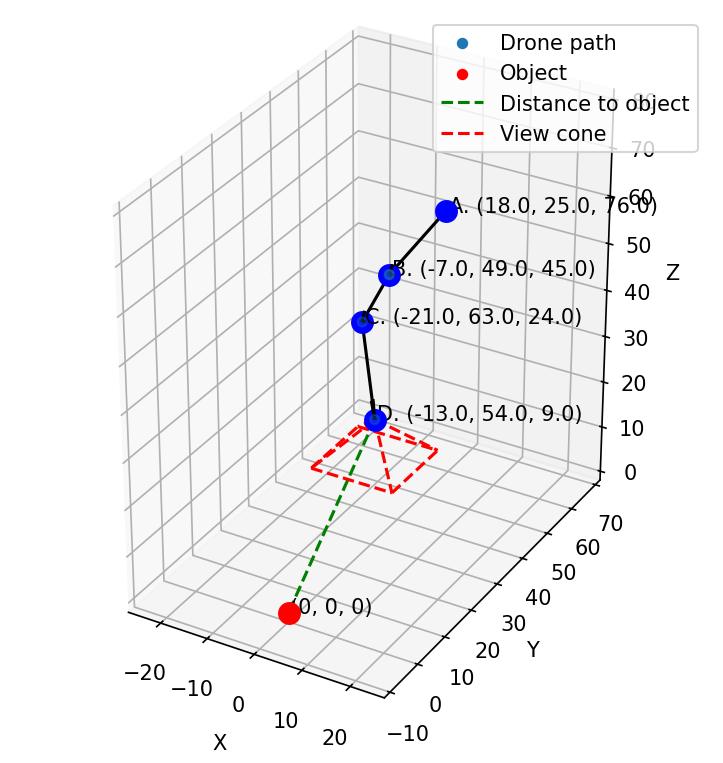 Drone path
Object
Distance to object
View cone
80
70
60
50
40
30
20
10
0
Z
A. (18.0, 25.0, 76.0)
B. (-7.0, 49.0, 45.0)
C. (-21.0, 63.0, 24.0)
D. (-13.0, 54.0, 9.0)
(0, 0, 0)
70
60
50
40
30
20
10
0
−10
Y
−20
−10
0
10
20
X